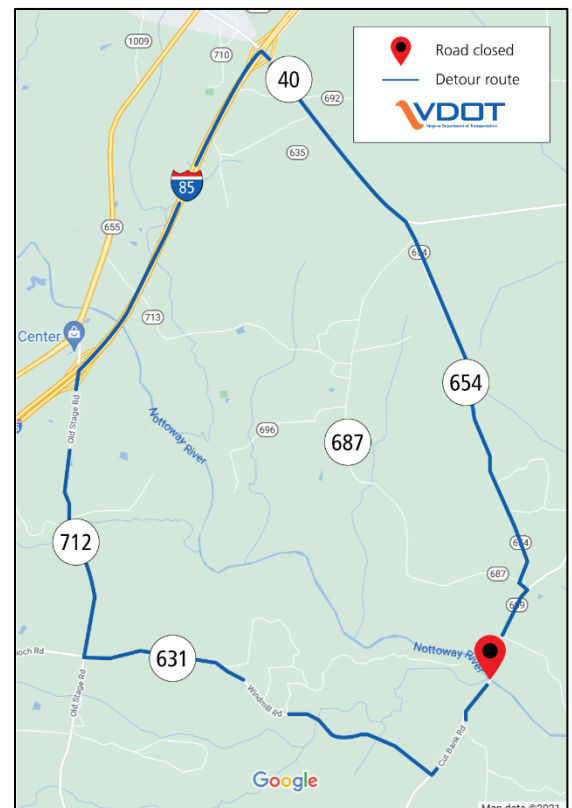 1009
710
40
Road closed
Detour route
VDOT
Virginia Department of Transportation
692
635
85
655
654
713
Center
654
Old Stage Rd
Nottoway River
696
687
712
654
687
609
Nottoway River
631
Old Stage Rd
Windmill Rd
Cut Bank Rd
Google
Map data ©2021